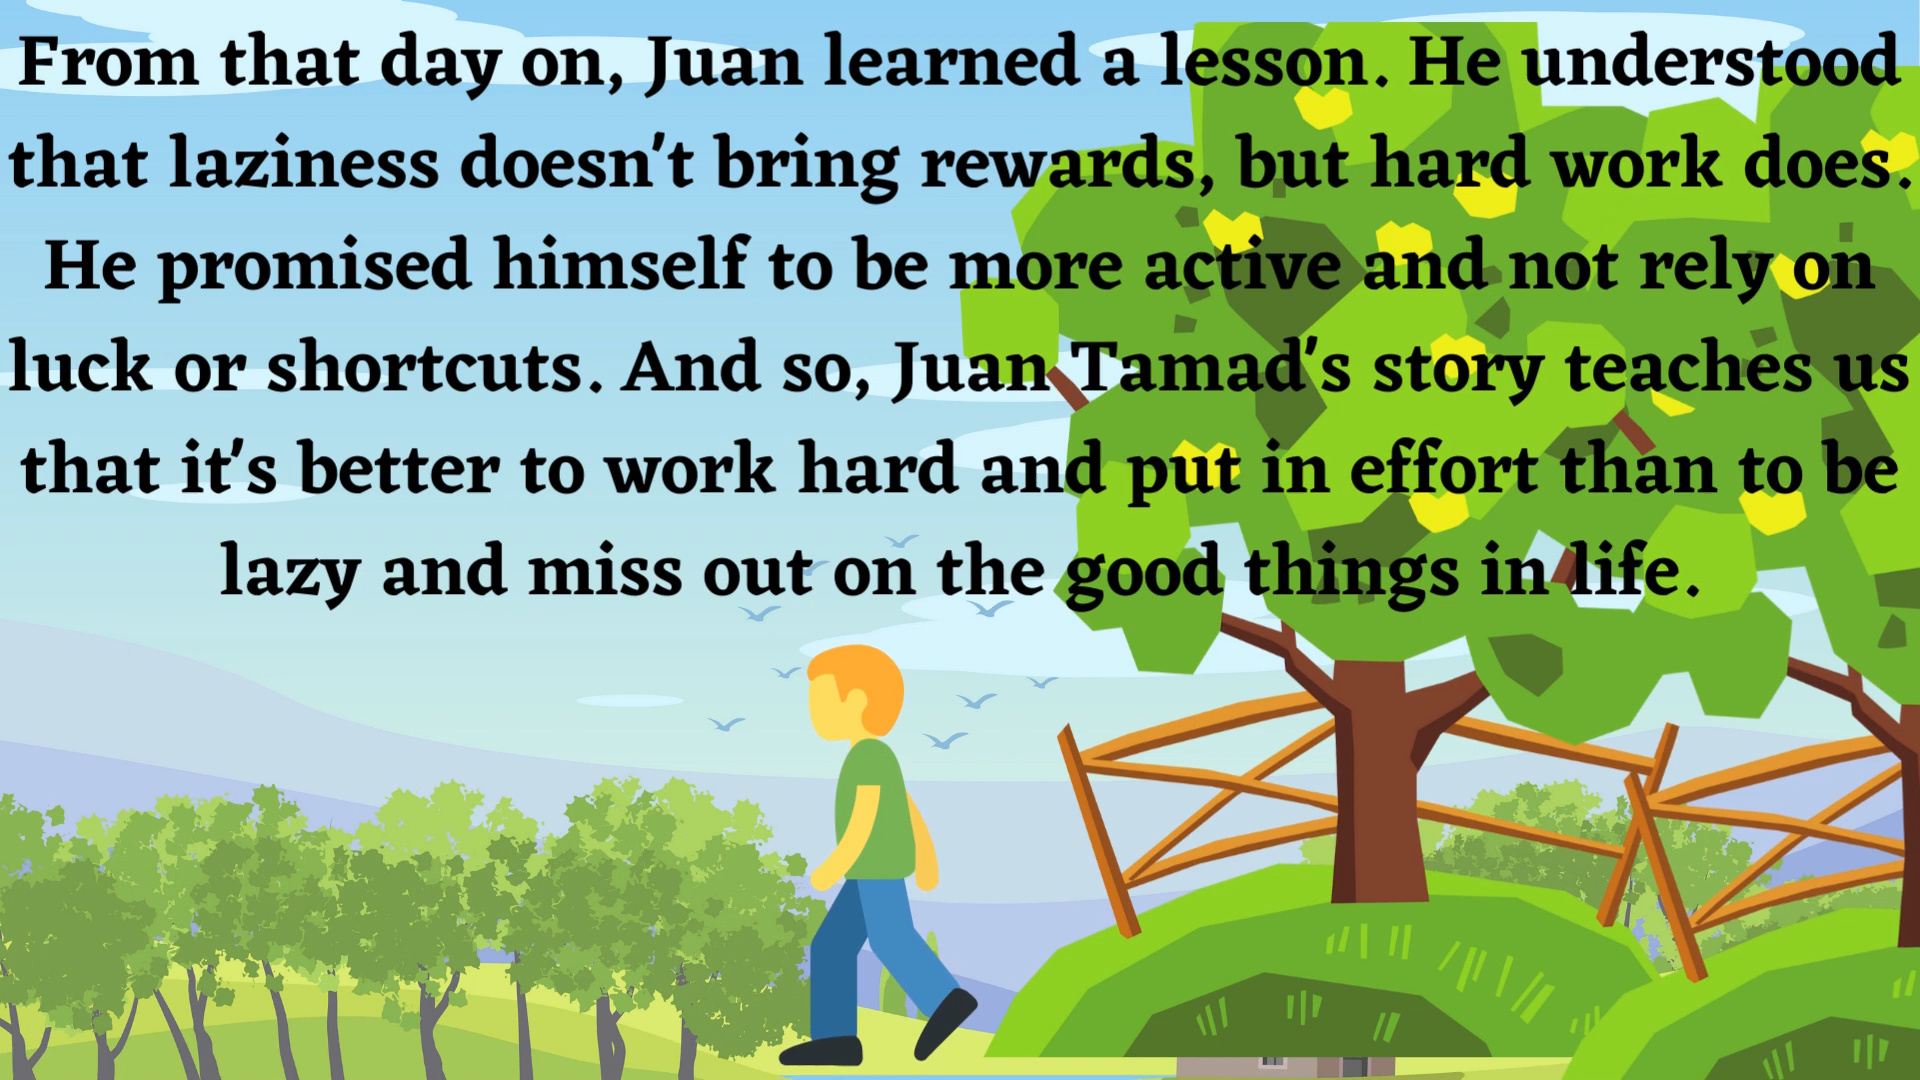 From that day on, Juan learned a lesson. He understood
that laziness doesn't bring rewards, but hard work does.
He promised himself to be more active and not rely on
luck or shortcuts. And so, Juan Tamad's story teaches us
that it's better to work hard and put in effort than to be
lazy and miss out on the good things in life.